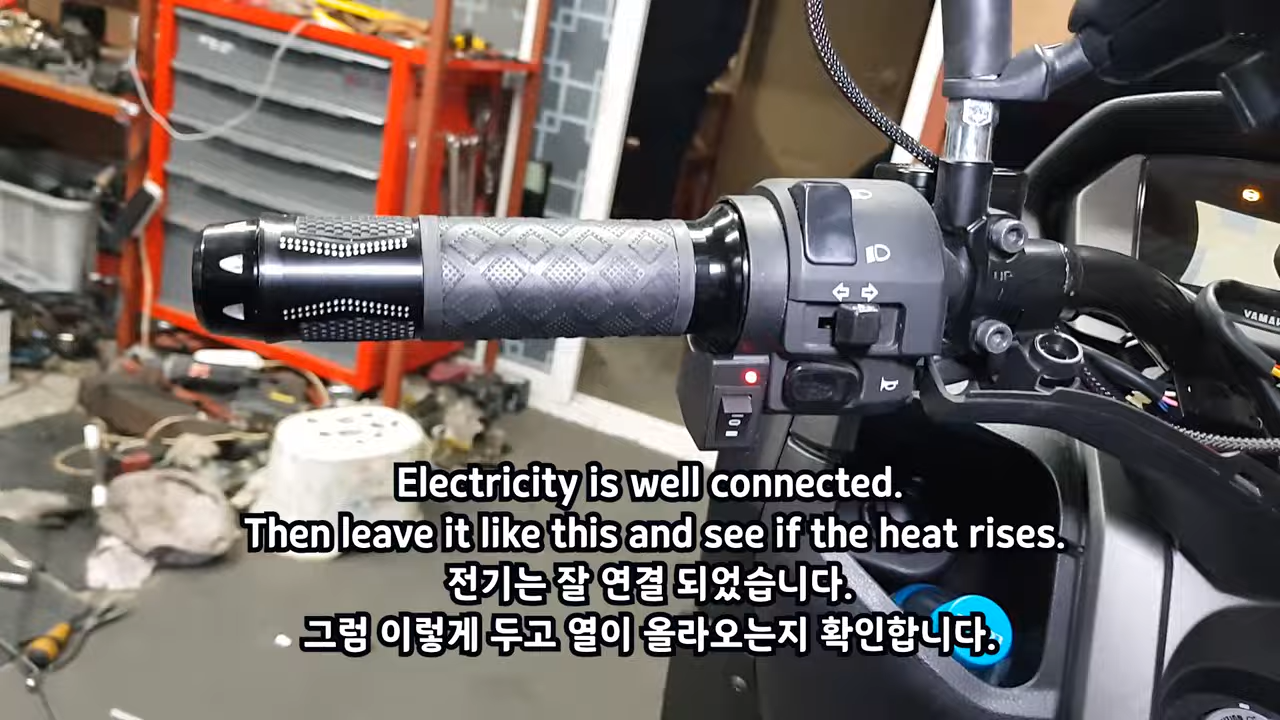 UP
YAMAH
Electricity is well connected.
Then leave it like this and see if the heat rises.
전기는 잘 연결 되었습니다.
그럼 이렇게 두고 열이 올라오는지 확인합니다.